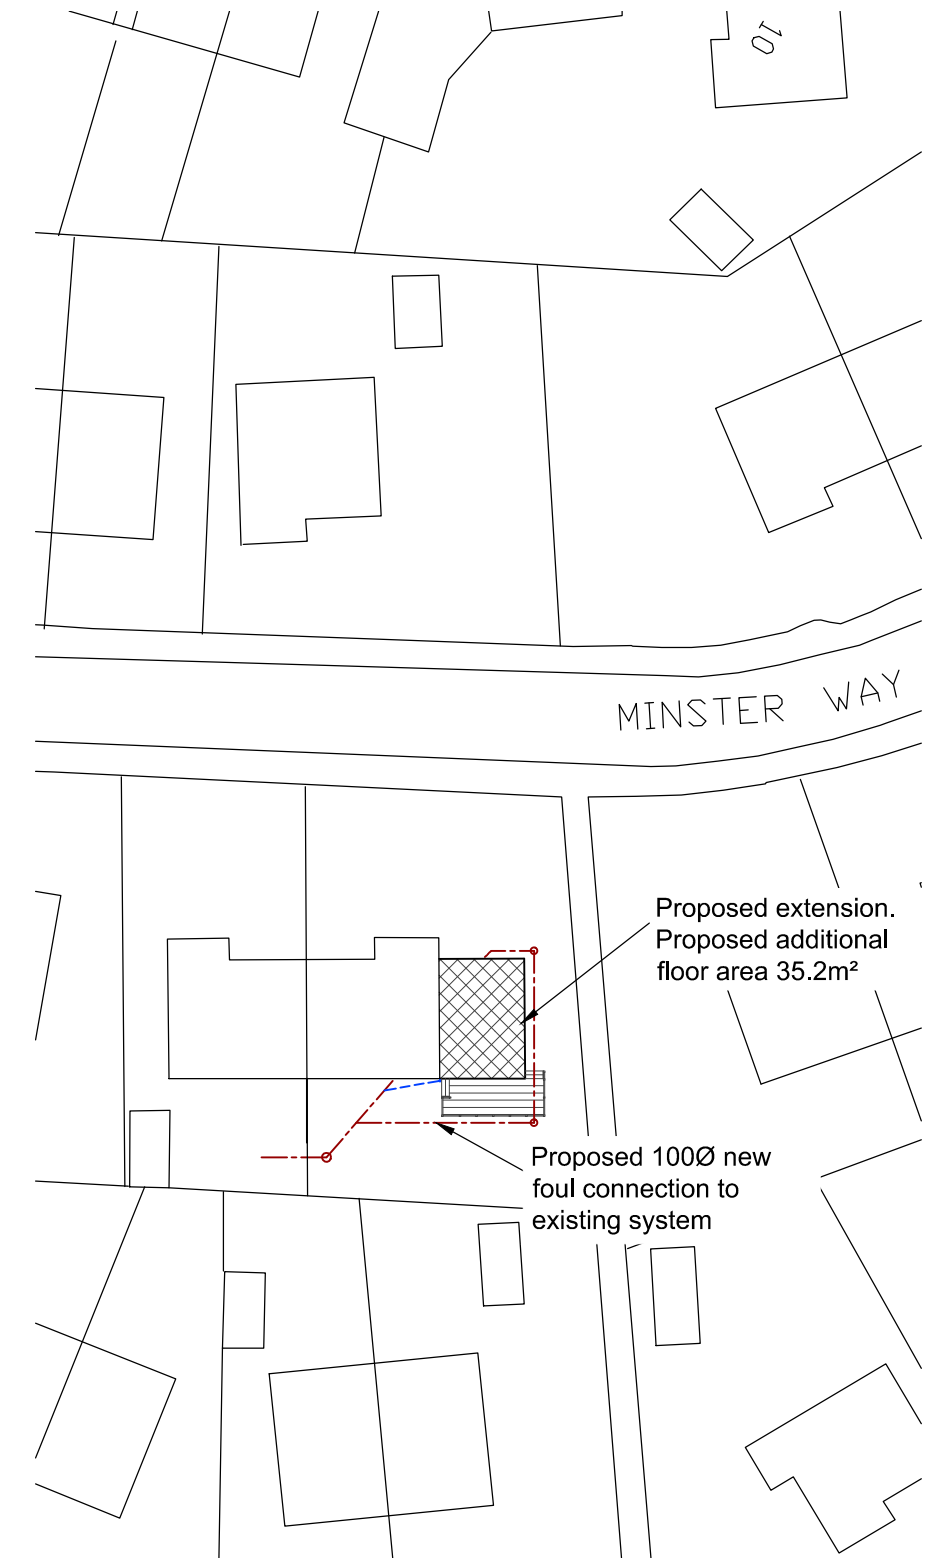 10
MINSTER WAY
Proposed extension.
Proposed additional
floor area 35.2m²
Proposed 100Ø new
foul connection to
existing system